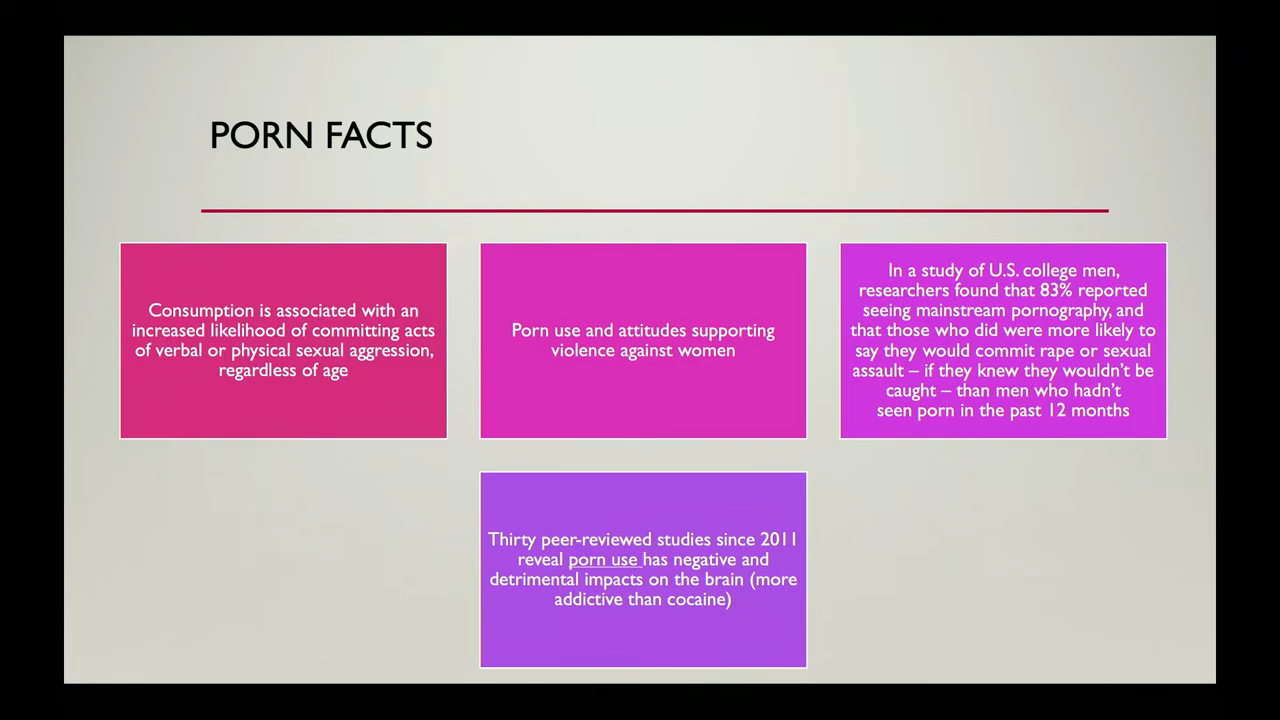 PORN FACTS
Consumption is associated with an
increased likelihood of committing acts
of verbal or physical sexual aggression,
regardless of age
Porn use and attitudes supporting
violence against women
In a study of U.S. college men,
researchers found that 83% reported
seeing mainstream pornography, and
that those who did were more likely to
say they would commit rape or sexual
assault – if they knew they wouldn't be
caught – than men who hadn't
seen porn in the past 12 months
Thirty peer-reviewed studies since 2011
reveal porn use has negative and
detrimental impacts on the brain (more
addictive than cocaine)